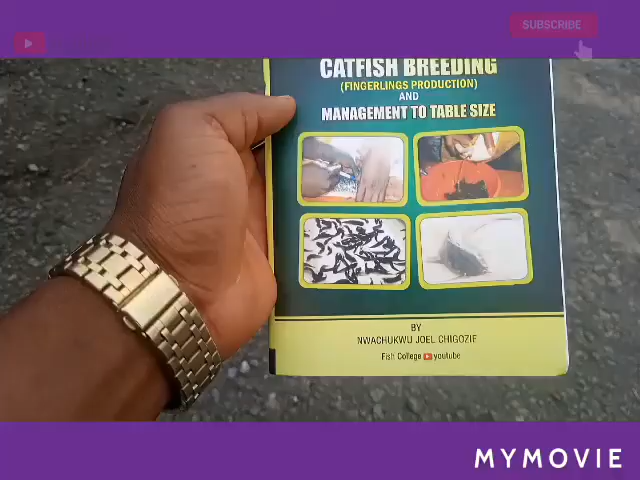 SUBSCRIBE
CATFISH BREEDING
(FINGERLINGS PRODUCTION)
AND
MANAGEMENT TO TABLE SIZE
BY
NWACHUKWU JOEL CHIGOZIE
Fish College youtube
MYMOVIE